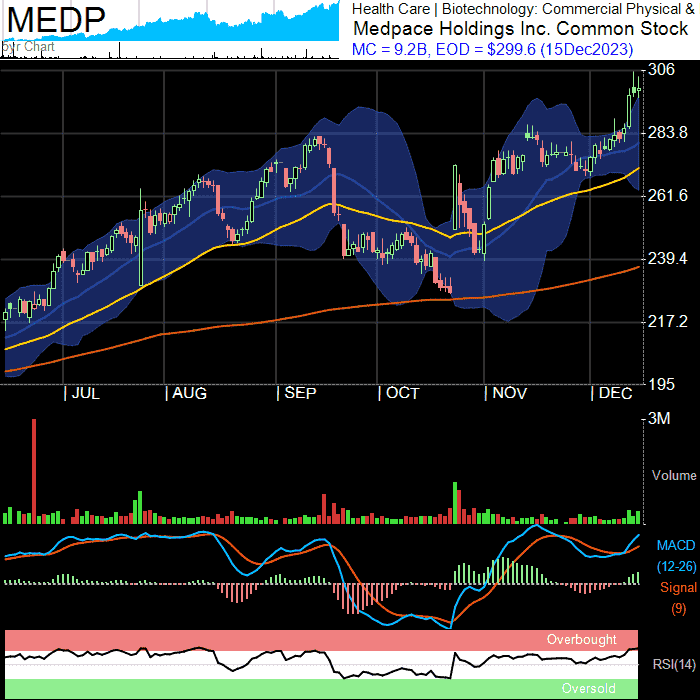 MEDP
byr Chart
Health Care | Biotechnology: Commercial Physical &
Medpace Holdings Inc. Common Stock
MC = 9.2B, EOD = $299.6 (15Dec2023)
306
283.8
261.6
239.4
217.2
195
| JUL | AUG | SEP | OCT | NOV | DEC
3M
Volume
MACD
(12-26)
Signal
(9)
Overbought
RSI(14)
Oversold